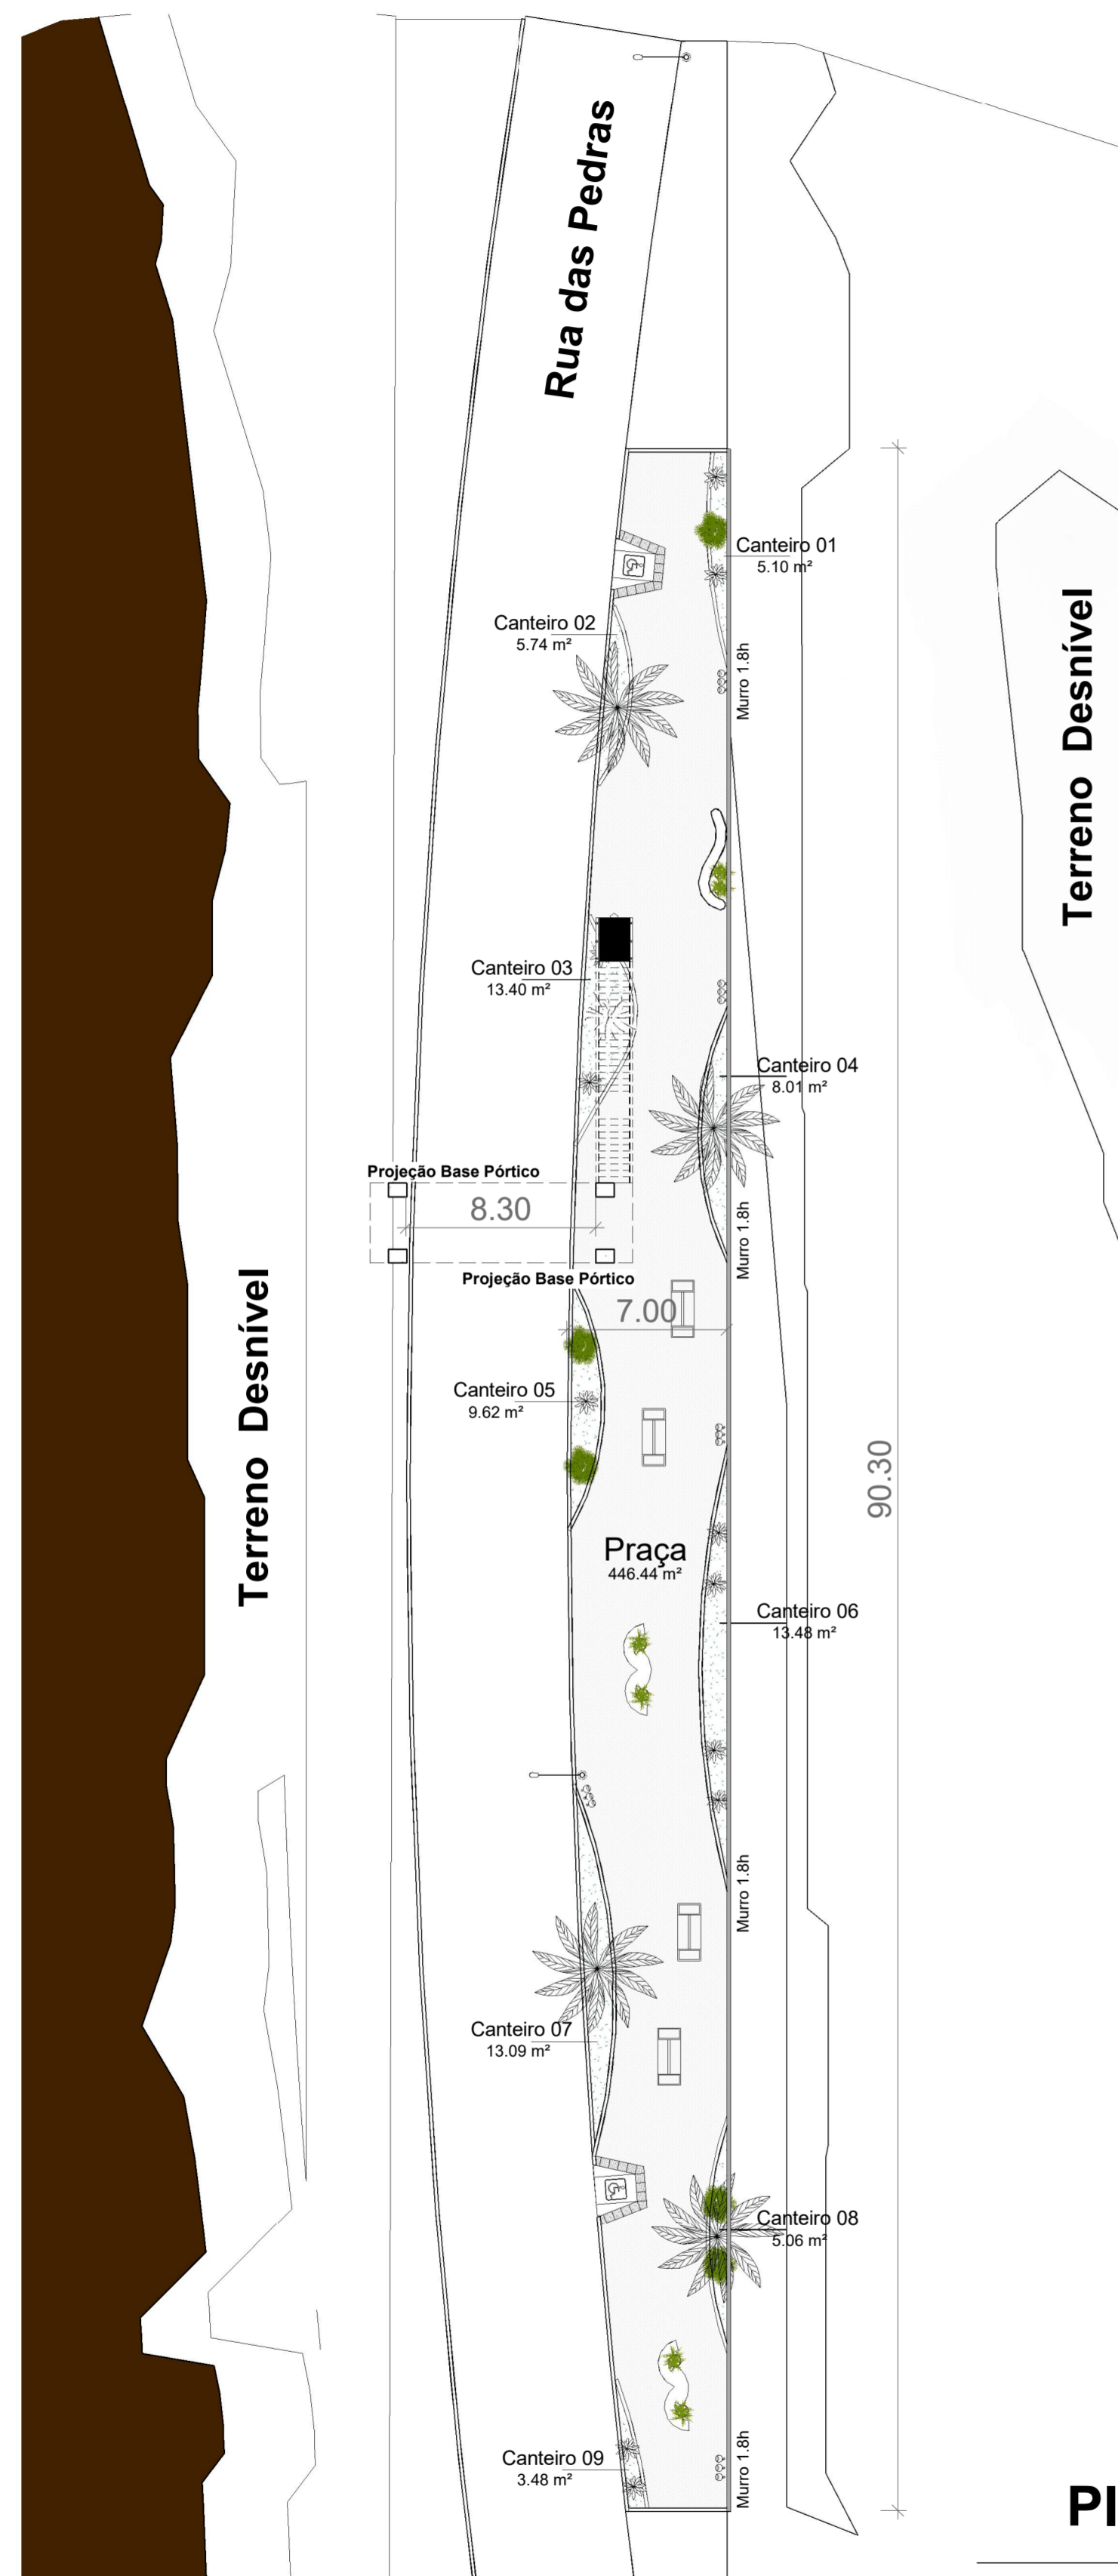 Rua das Pedras
Canteiro 01
5.10 m²
Terreno Desnível
Canteiro 02
5.74 m²
Murro 1.8h
Canteiro 03
13.40 m²
Canteiro 04
8.01 m²
Projeção Base Pórtico
8.30
Murro 1.8h
Projeção Base Pórtico
7.00
Terreno Desnível
Canteiro 05
9.62 m²
90.30
Praça
446.44 m²
Canteiro 06
13.48 m²
Murro 1.8h
Canteiro 07
13.09 m²
Canteiro 08
5.06 m²
Murro 1.8h
Canteiro 09
3.48 m²